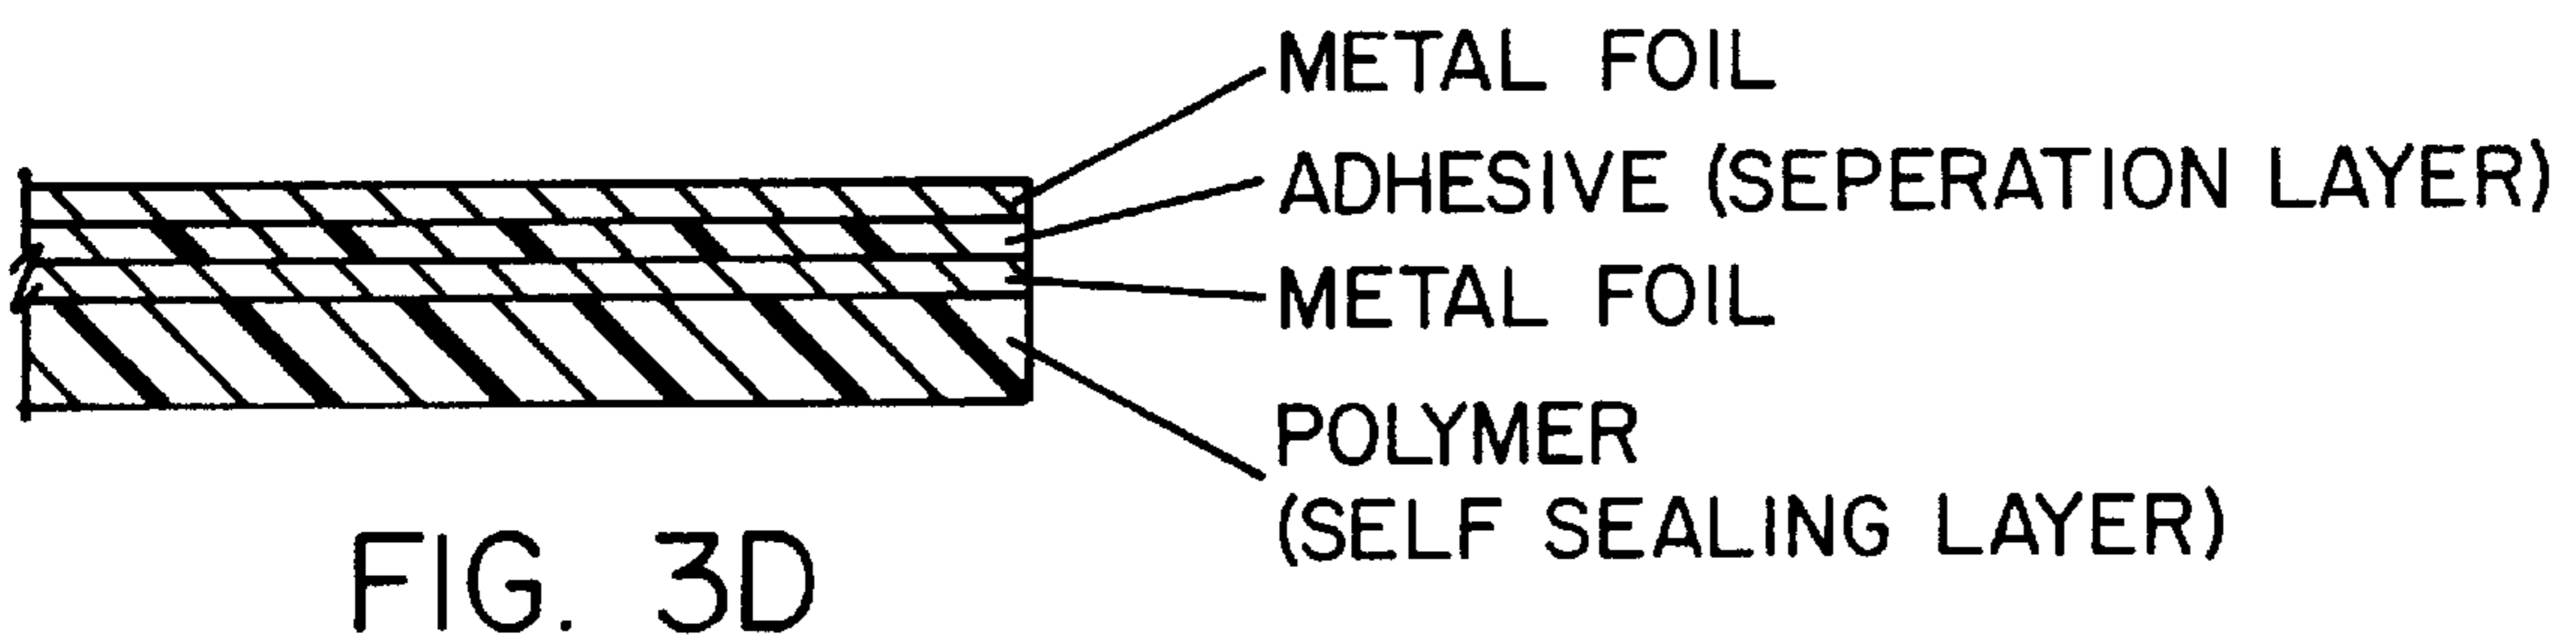 METAL FOIL
ADHESIVE (SEPERATION LAYER)
METAL FOIL
POLYMER
(SELF SEALING LAYER)
FIG. 3D